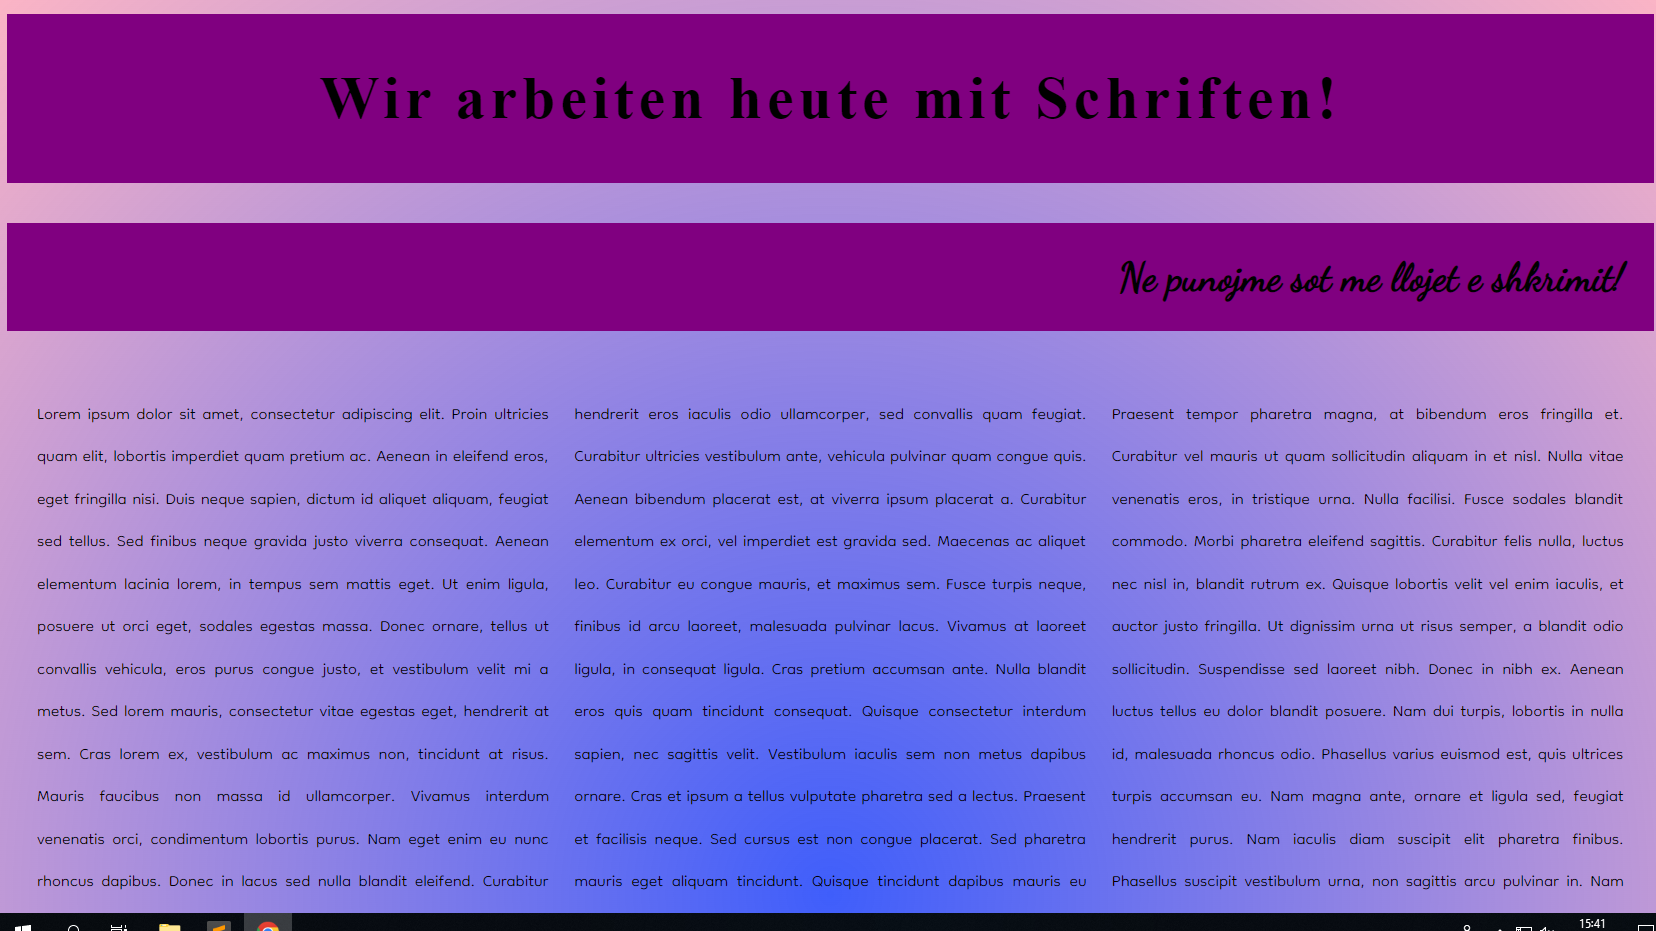 Wir arbeiten heute mit Schriften!
Ne punojme sot me llojet e shkrimit!
Lorem ipsum dolor sit amet, consectetur adipiscing elit. Proin ultricies
quam elit, lobortis imperdiet quam pretium ac. Aenean in eleifend eros,
eget fringilla nisi. Duis neque sapien, dictum id aliquet aliquam, feugiat
sed tellus. Sed finibus neque gravida justo viverra consequat. Aenean
elementum lacinia lorem, in tempus sem mattis eget. Ut enim ligula,
posuere ut orci eget, sodales egestas massa. Donec ornare, tellus ut
convallis vehicula, eros purus congue justo, et vestibulum velit mi a
metus. Sed lorem mauris, consectetur vitae egestas eget, hendrerit at
sem. Cras lorem ex, vestibulum ac maximus non, tincidunt at risus.
Mauris faucibus non massa id ullamcorper. Vivamus interdum
venenatis orci, condimentum lobortis purus. Nam eget enim eu nunc
rhoncus dapibus. Donec in lacus sed nulla blandit eleifend. Curabitur
hendrerit eros iaculis odio ullamcorper, sed convallis quam feugiat.
Curabitur ultricies vestibulum ante, vehicula pulvinar quam congue quis.
Aenean bibendum placerat est, at viverra ipsum placerat a. Curabitur
elementum ex orci, vel imperdiet est gravida sed. Maecenas ac aliquet
leo. Curabitur eu congue mauris, et maximus sem. Fusce turpis neque,
finibus id arcu laoreet, malesuada pulvinar lacus. Vivamus at laoreet
ligula, in consequat ligula. Cras pretium accumsan ante. Nulla blandit
eros quis quam tincidunt consequat. Quisque consectetur interdum
sapien, nec sagittis velit. Vestibulum iaculis sem non metus dapibus
ornare. Cras et ipsum a tellus vulputate pharetra sed a lectus. Praesent
et facilisis neque. Sed cursus est non congue placerat. Sed pharetra
mauris eget aliquam tincidunt. Quisque tincidunt dapibus mauris eu
Praesent tempor pharetra magna, at bibendum eros fringilla et.
Curabitur vel mauris ut quam sollicitudin aliquam in et nisl. Nulla vitae
venenatis eros, in tristique urna. Nulla facilisi. Fusce sodales blandit
commodo. Morbi pharetra eleifend sagittis. Curabitur felis nulla, luctus
nec nisl in, blandit rutrum ex. Quisque lobortis velit vel enim iaculis, et
auctor justo fringilla. Ut dignissim urna ut risus semper, a blandit odio
sollicitudin. Suspendisse sed laoreet nibh. Donec in nibh ex. Aenean
luctus tellus eu dolor blandit posuere. Nam dui turpis, lobortis in nulla
id, malesuada rhoncus odio. Phasellus varius euismod est, quis ultrices
turpis accumsan eu. Nam magna ante, ornare et ligula sed, feugiat
hendrerit purus. Nam iaculis diam suscipit elit pharetra finibus.
Phasellus suscipit vestibulum urna, non sagittis arcu pulvinar in. Nam
15:41